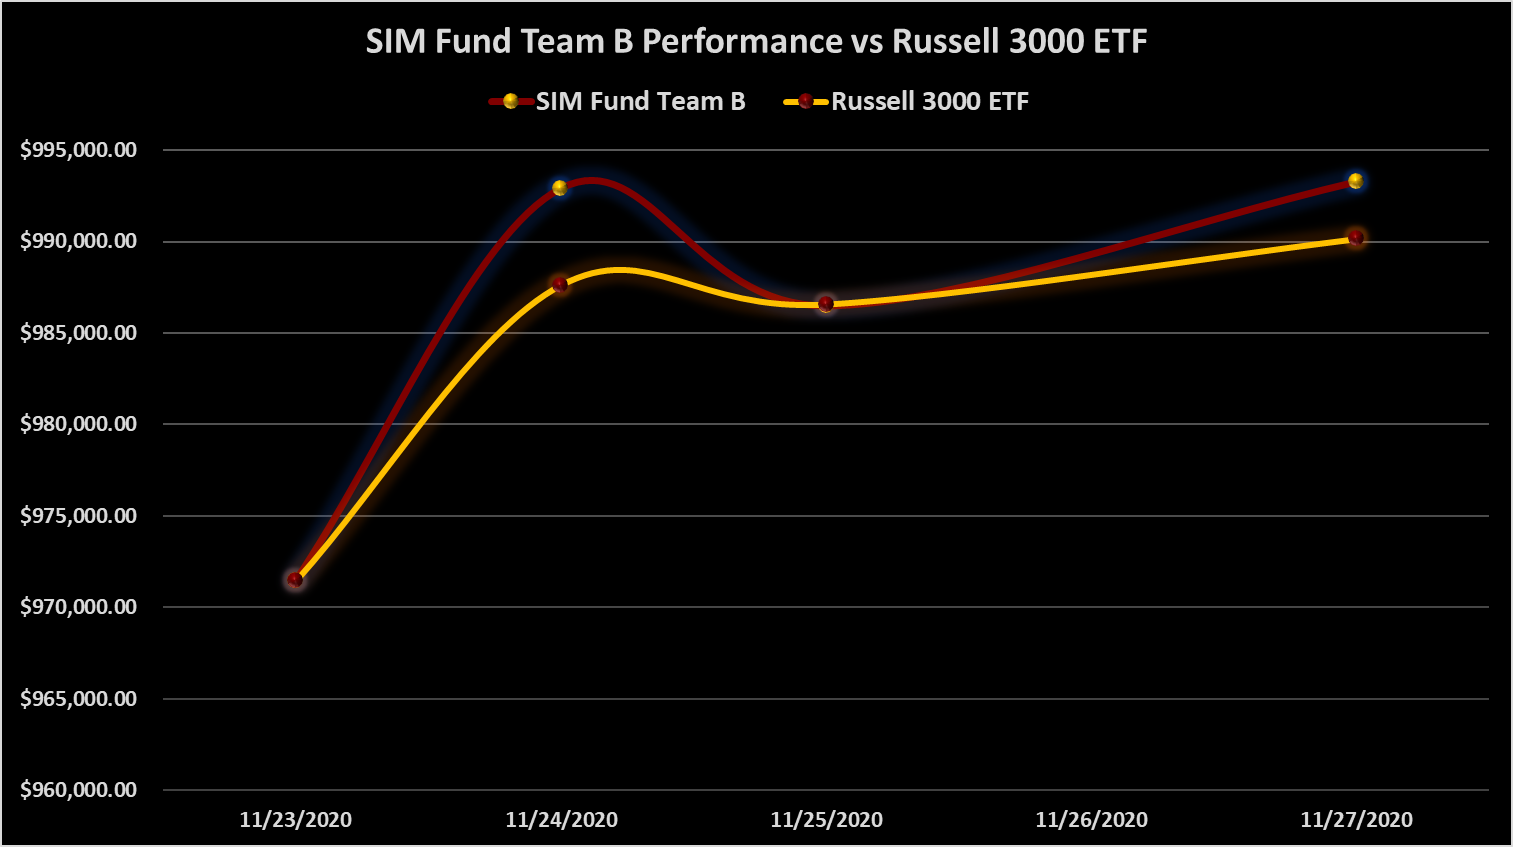 SIM Fund Team B Performance vs Russell 3000 ETF
SIM Fund Team B Russell 3000 ETF
$995,000.00
$990,000.00
$985,000.00
$980,000.00
$975,000.00
$970,000.00
$965,000.00
$960,000.00
11/23/2020 11/24/2020 11/25/2020 11/26/2020 11/27/2020